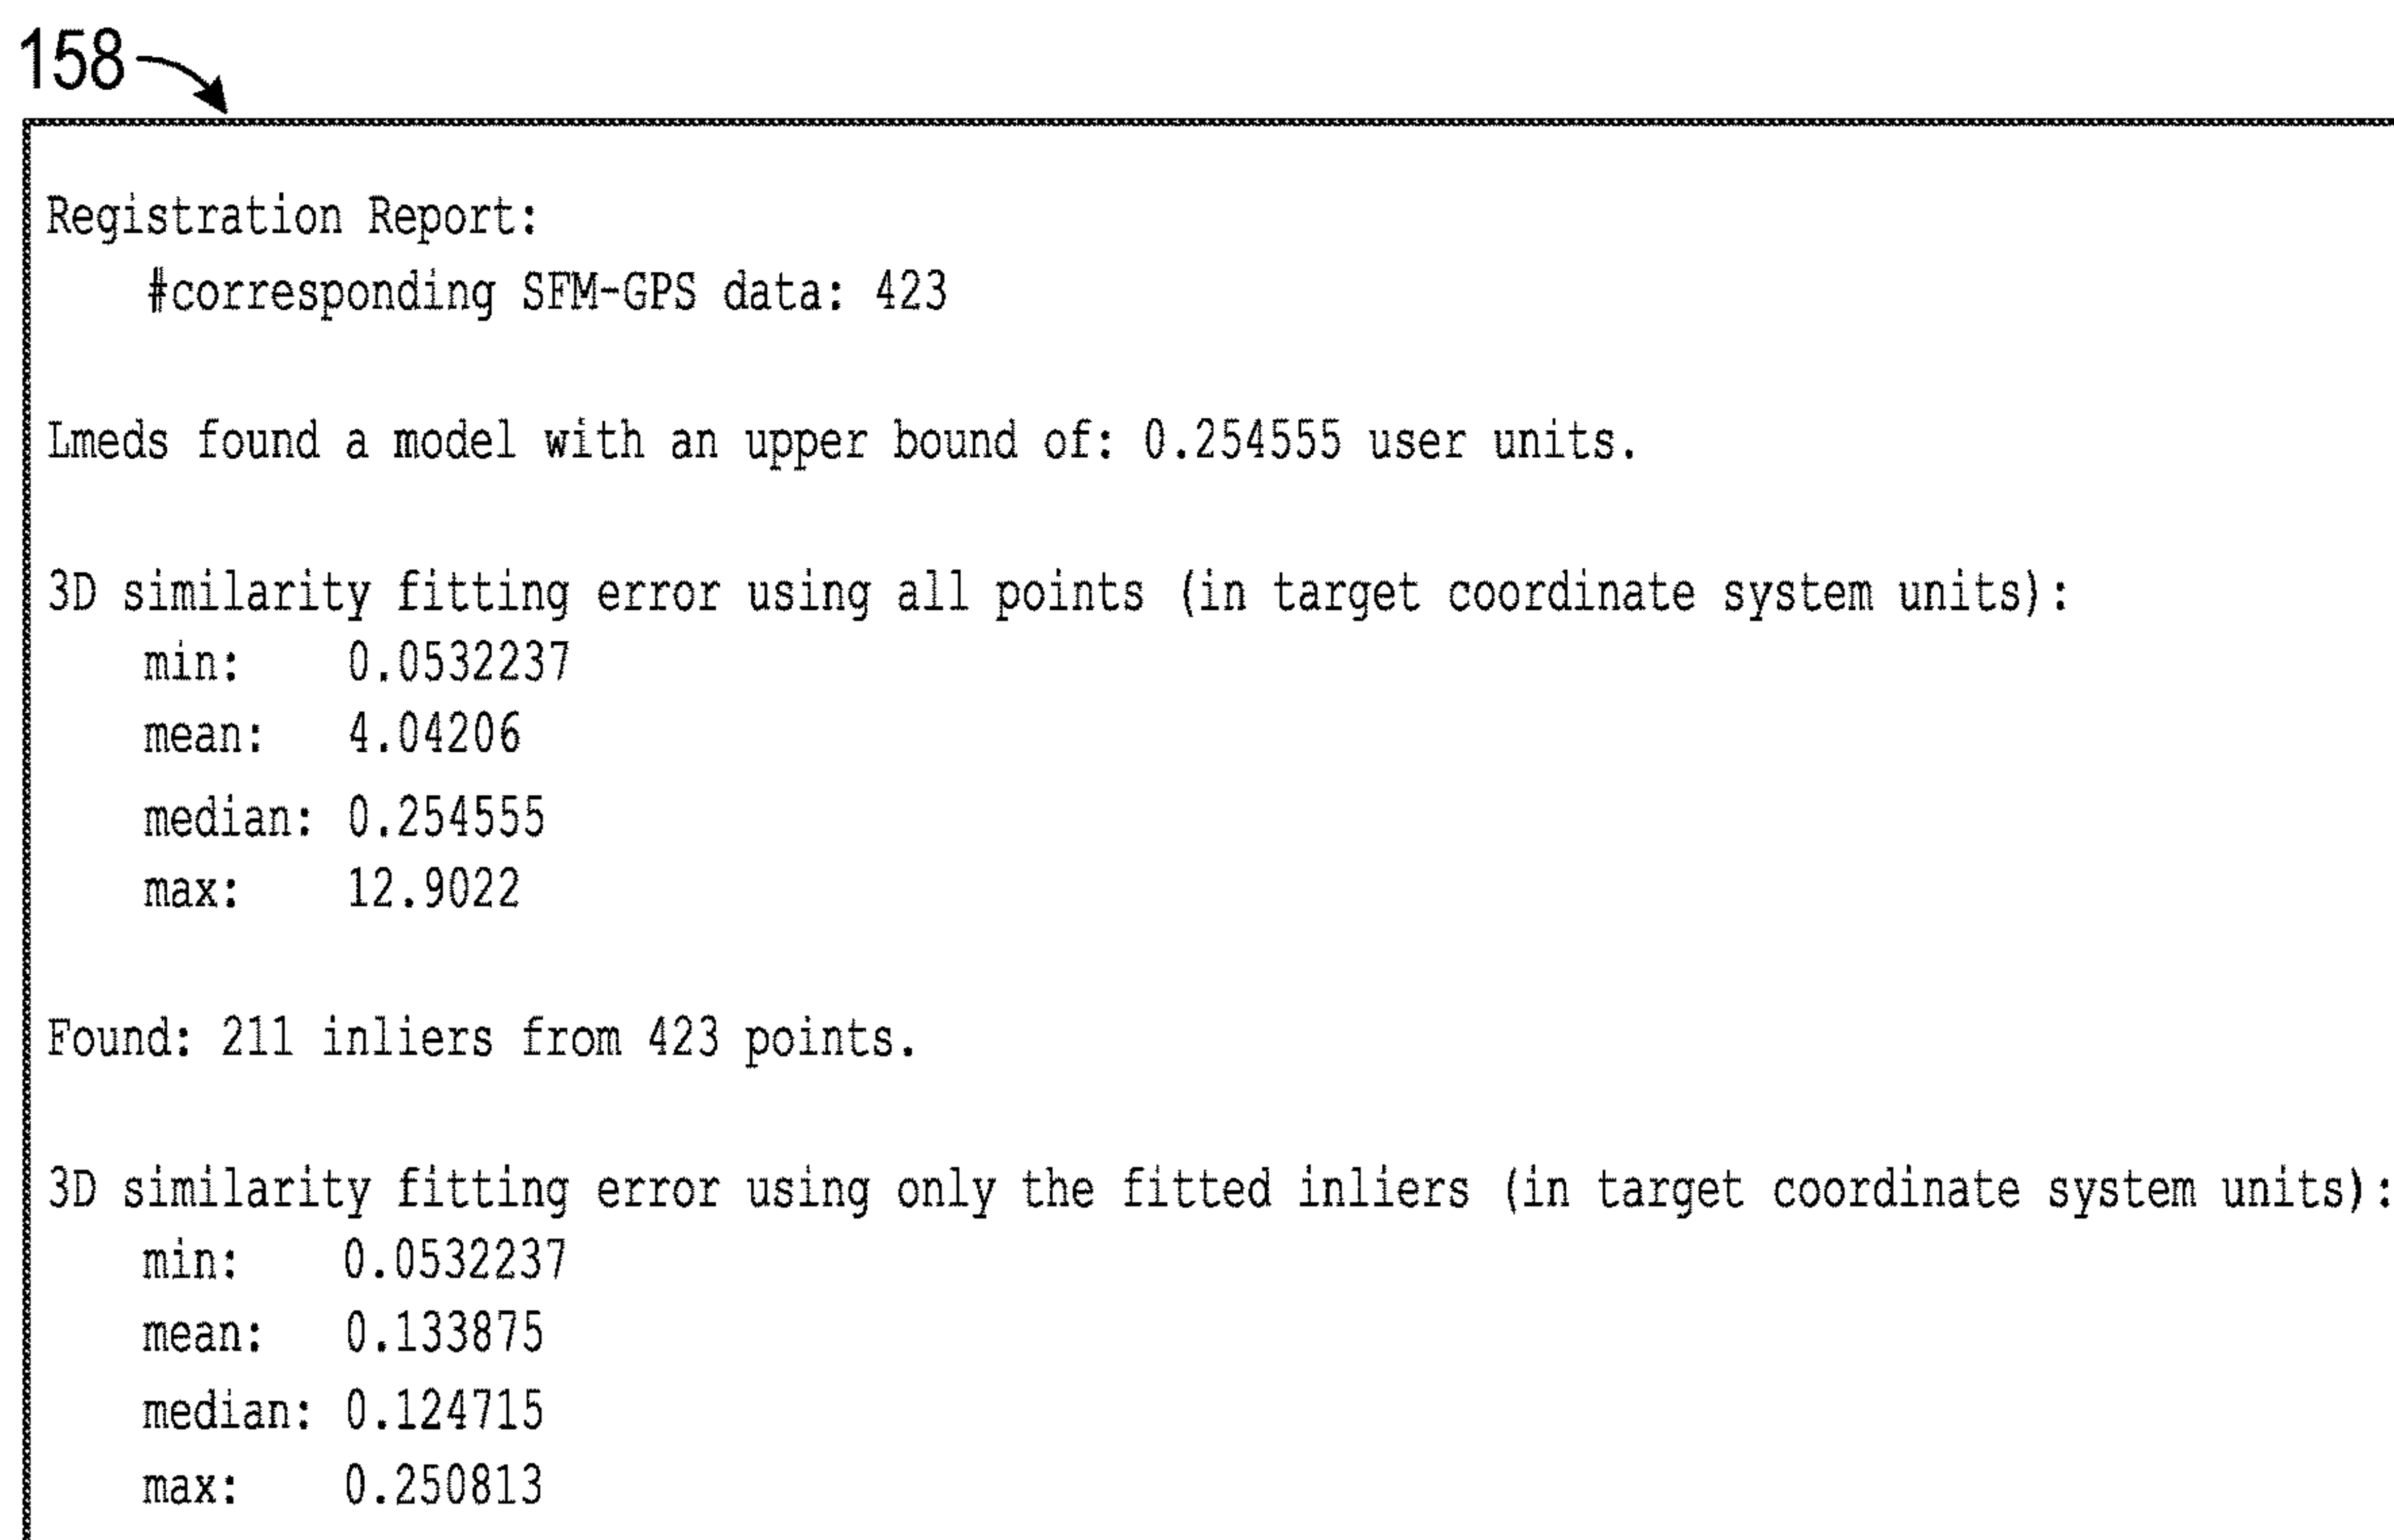 158
Registration Report:
#corresponding SFM-GPS data: 423
Lmeds found a model with an upper bound of: 0.254555 user units.
3D similarity fitting error using all points (in target coordinate system units):
min: 0.0532237
mean: 4.04206
median: 0.254555
max: 12.9022
Found: 211 inliers from 423 points.
3D similarity fitting error using only the fitted inliers (in target coordinate system units):
min: 0.0532237
mean: 0.133875
median: 0.124715
max: 0.250813